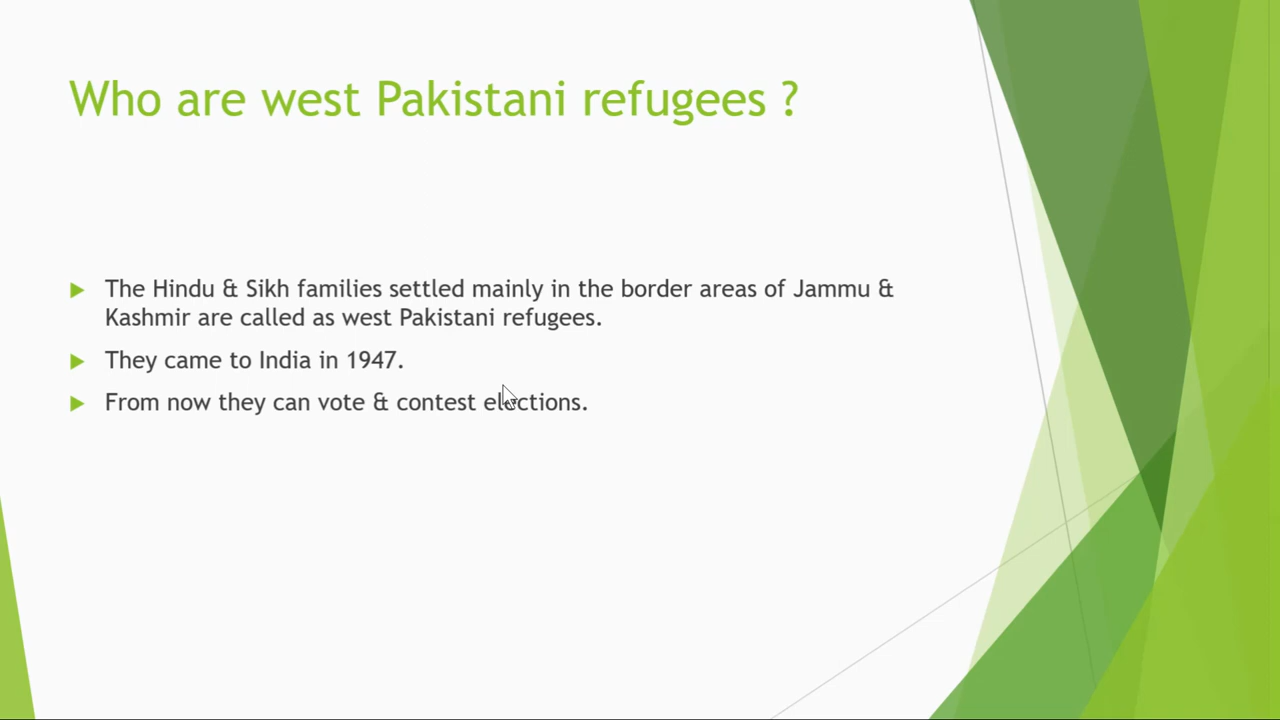 Who are west Pakistani refugees ?
The Hindu & Sikh families settled mainly in the border areas of Jammu &
Kashmir are called as west Pakistani refugees.
They came to India in 1947.
From now they can vote & contest elections.